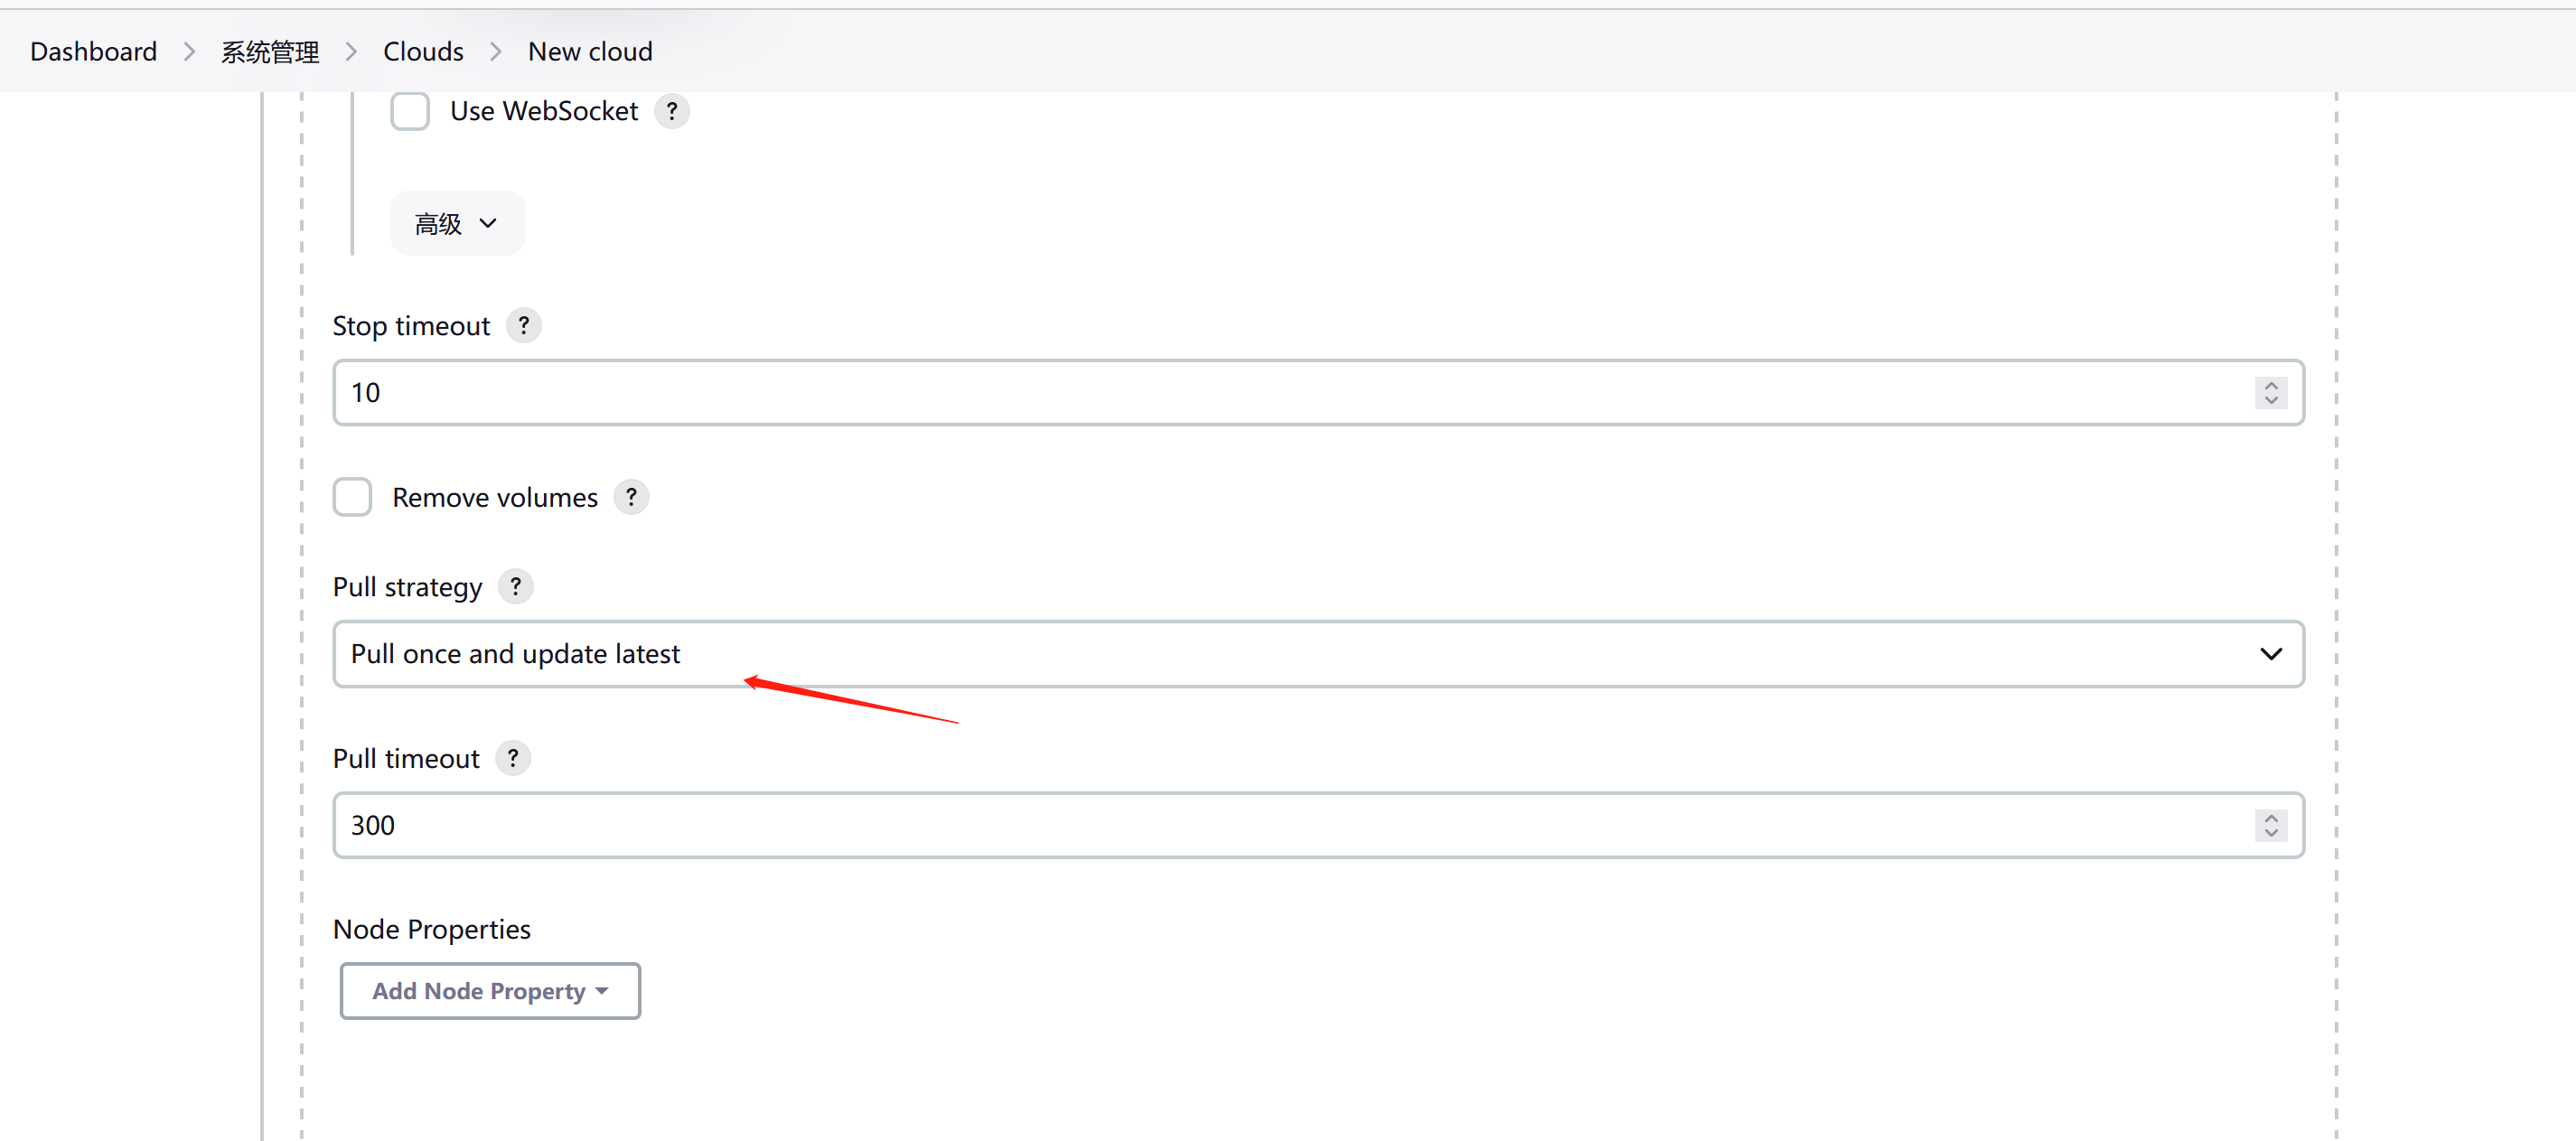 Dashboard > 系统管理 > Clouds > New cloud
Use WebSocket ?
高级
Stop timeout ?
10
Remove volumes ?
Pull strategy ?
Pull once and update latest
Pull timeout ?
300
Node Properties
Add Node Property